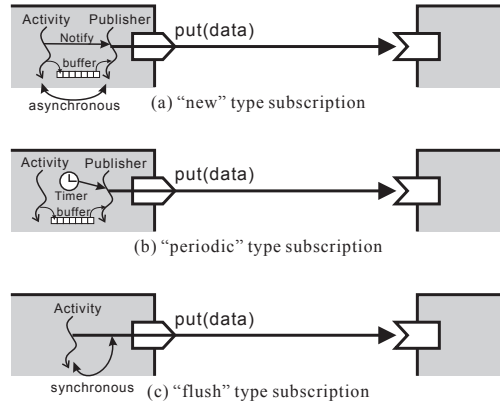 Activity Publisher
Notify
put(data)
buffer
asynchronous
(a) “new” type subscription
Activity Publisher
put(data)
Timer
buffer
(b) “periodic” type subscription
Activity
put(data)
synchronous
(c) “flush” type subscription